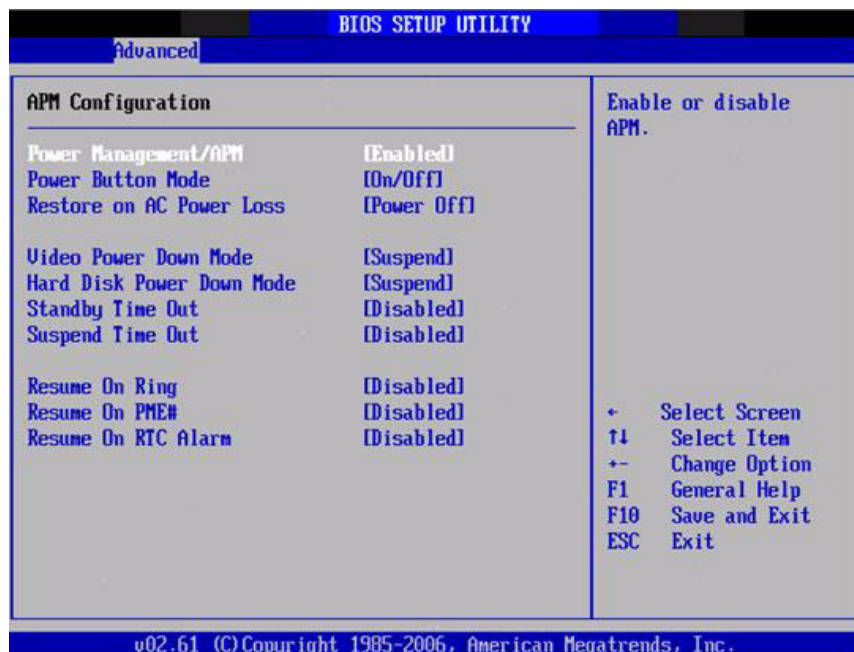 BIOS SETUP UTILITY
Advanced
APM Configuration
Power Management/APM [Enabled]
Power Button Mode [On/Off]
Restore on AC Power Loss [Power Off]
Video Power Down Mode [Suspend]
Hard Disk Power Down Mode [Suspend]
Standby Time Out [Disabled]
Suspend Time Out [Disabled]
Resume On Ring [Disabled]
Resume On PME# [Disabled]
Resume On RTC Alarm [Disabled]
Enable or disable
APM.
← Select Screen
↑↓ Select Item
+- Change Option
F1 General Help
F10 Save and Exit
ESC Exit
v02.61 (C)Copyright 1985-2006, American Megatrends, Inc.